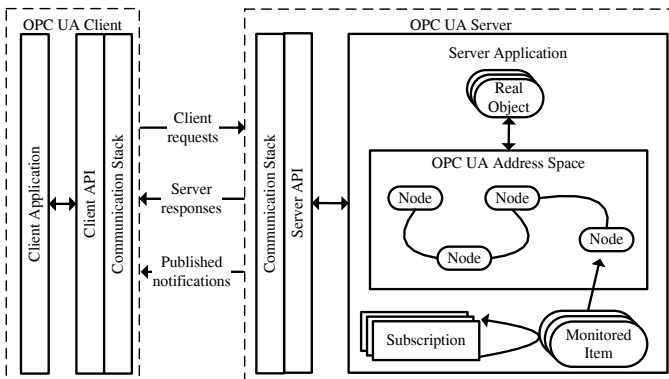 OPC UA Client
Client Application
Client API
Communication Stack
Client
requests
Server
responses
Published
notifications
OPC UA Server
Communication Stack
Server API
Server Application
Real
Object
OPC UA Address Space
Node
Node
Node
Node
Subscription
Monitored
Item